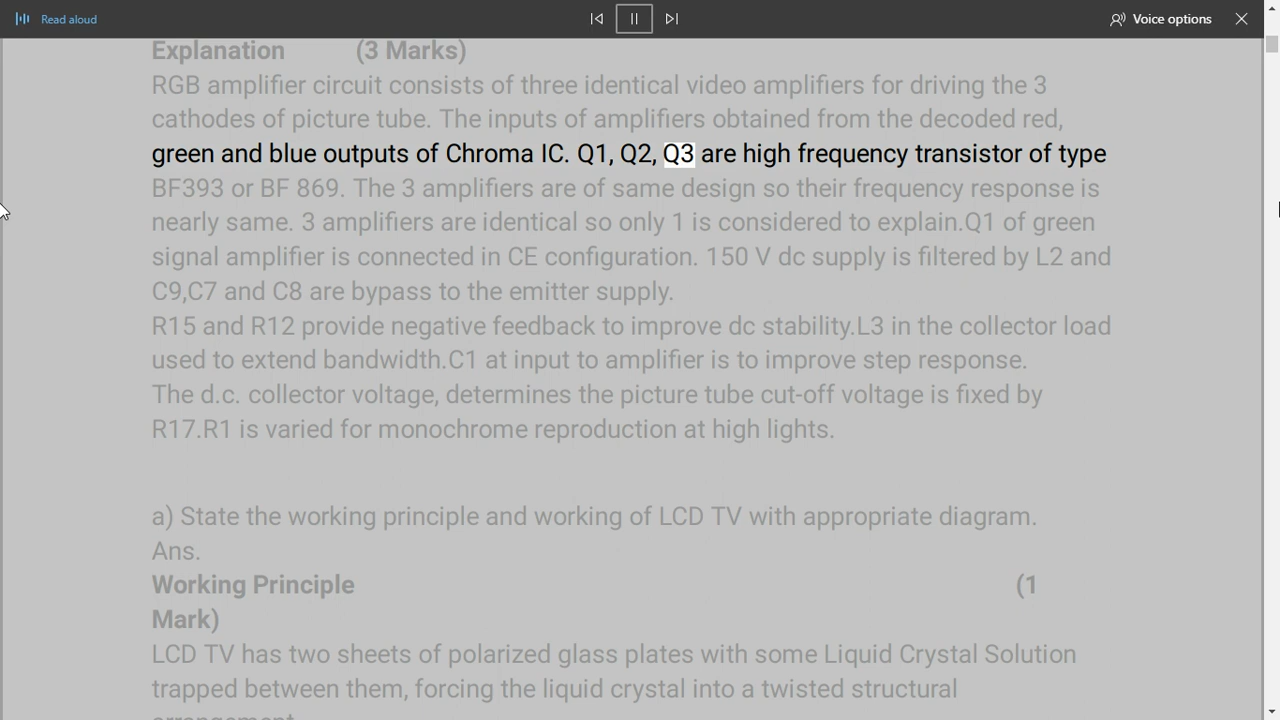 Read aloud
Voice options
Explanation (3 Marks)
RGB amplifier circuit consists of three identical video amplifiers for driving the 3
cathodes of picture tube. The inputs of amplifiers obtained from the decoded red,
green and blue outputs of Chroma IC. Q1, Q2, Q3 are high frequency transistor of type
BF393 or BF 869. The 3 amplifiers are of same design so their frequency response is
nearly same. 3 amplifiers are identical so only 1 is considered to explain.Q1 of green
signal amplifier is connected in CE configuration. 150 V dc supply is filtered by L2 and
C9,C7 and C8 are bypass to the emitter supply.
R15 and R12 provide negative feedback to improve dc stability.L3 in the collector load
used to extend bandwidth.C1 at input to amplifier is to improve step response.
The d.c. collector voltage, determines the picture tube cut-off voltage is fixed by
R17.R1 is varied for monochrome reproduction at high lights.
a) State the working principle and working of LCD TV with appropriate diagram.
Ans.
Working Principle (1
Mark)
LCD TV has two sheets of polarized glass plates with some Liquid Crystal Solution
trapped between them, forcing the liquid crystal into a twisted structural